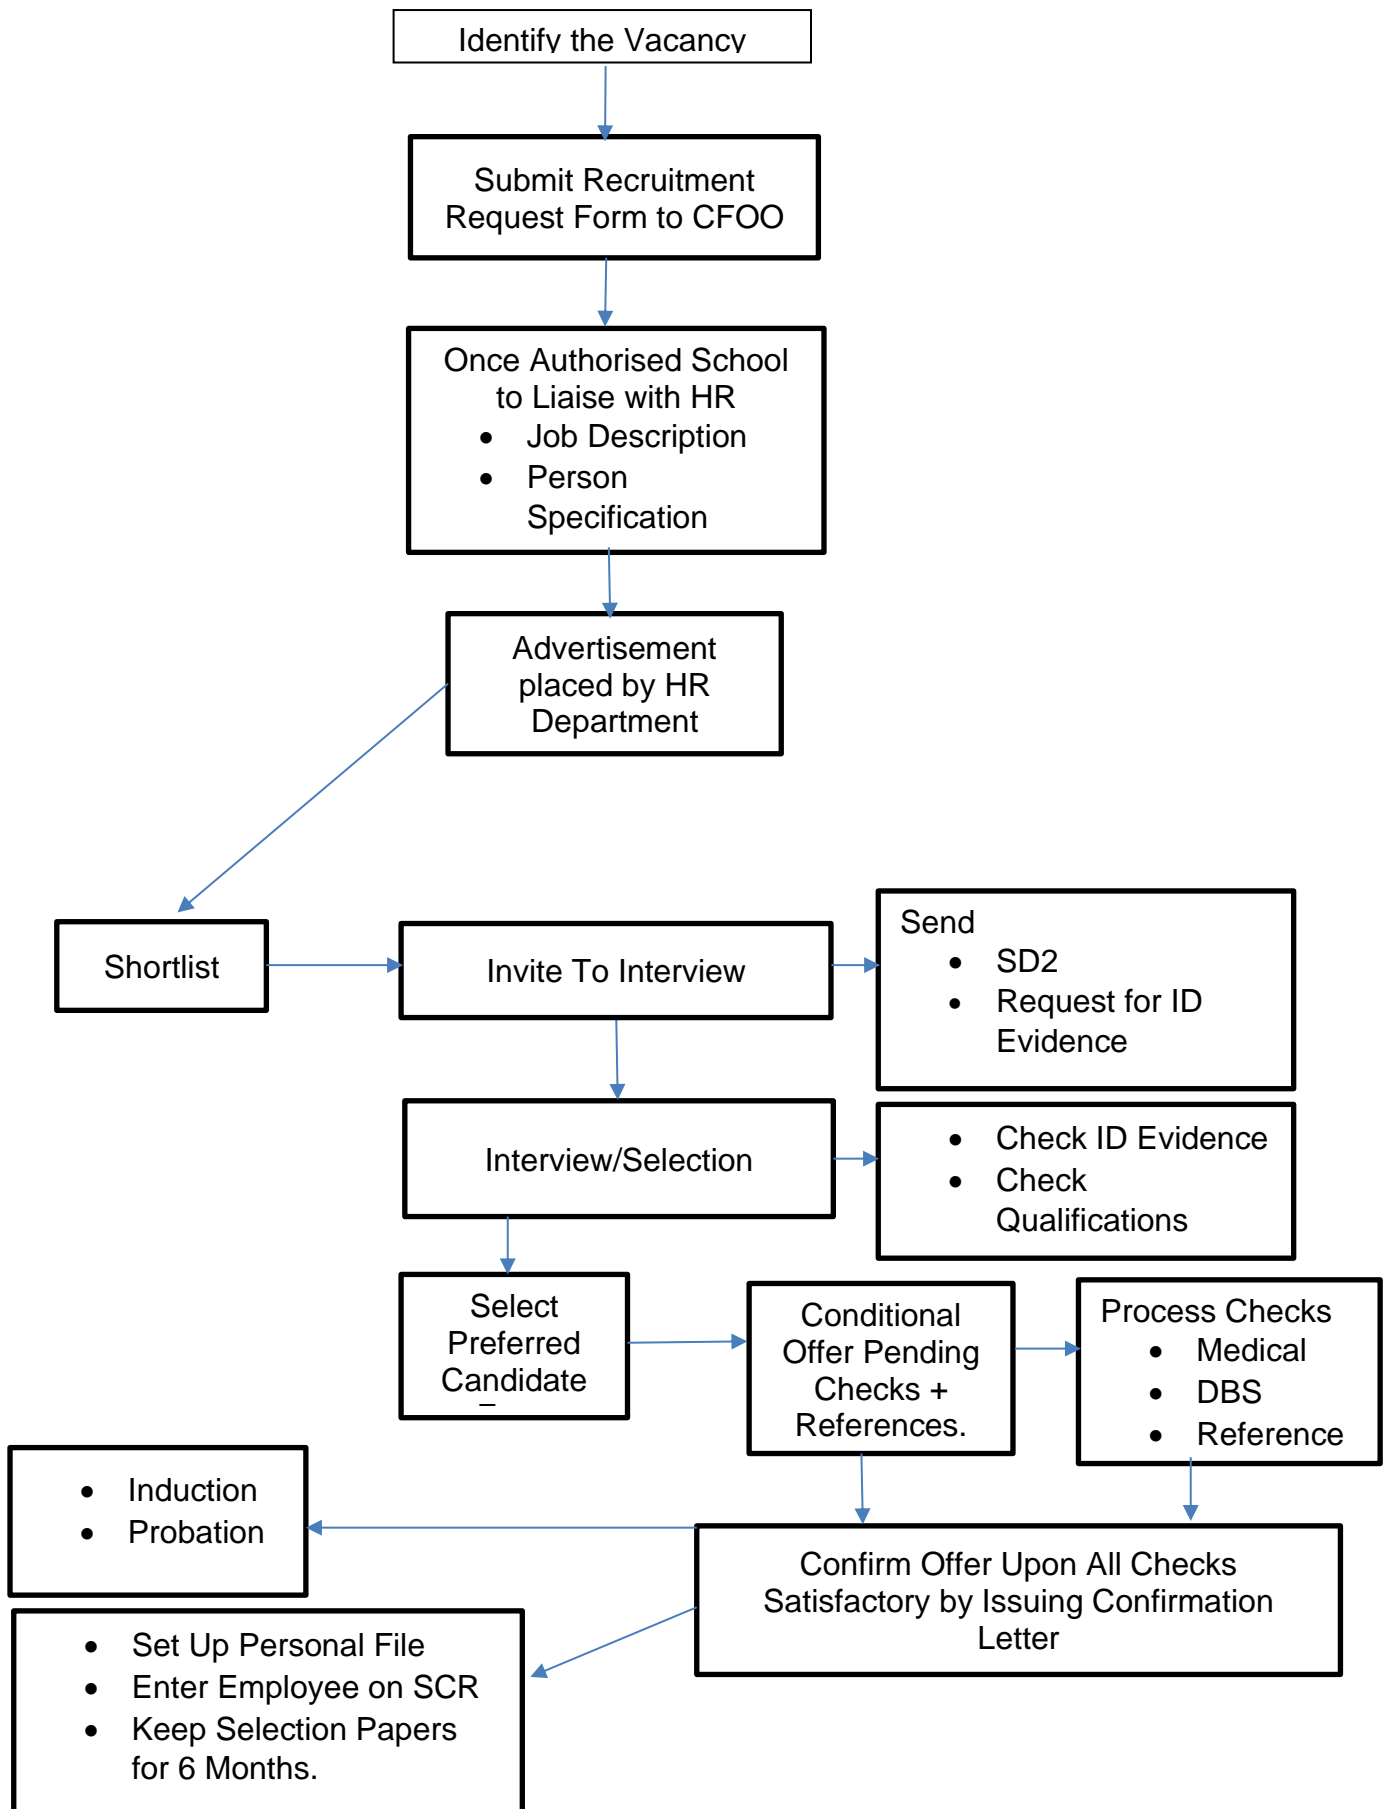 Identify the Vacancy
Submit Recruitment
Request Form to CFOO
Once Authorised School
to Liaise with HR
• Job Description
• Person
Specification
Advertisement
placed by HR
Department
Shortlist
Invite To Interview
Send
• SD2
• Request for ID
Evidence
Interview/Selection
• Check ID Evidence
• Check
Qualifications
Select
Preferred
Candidate
Conditional
Offer Pending
Checks +
References.
Process Checks
• Medical
• DBS
• Reference
• Induction
• Probation
Confirm Offer Upon All Checks
Satisfactory by Issuing Confirmation
Letter
• Set Up Personal File
• Enter Employee on SCR
• Keep Selection Papers
for 6 Months.